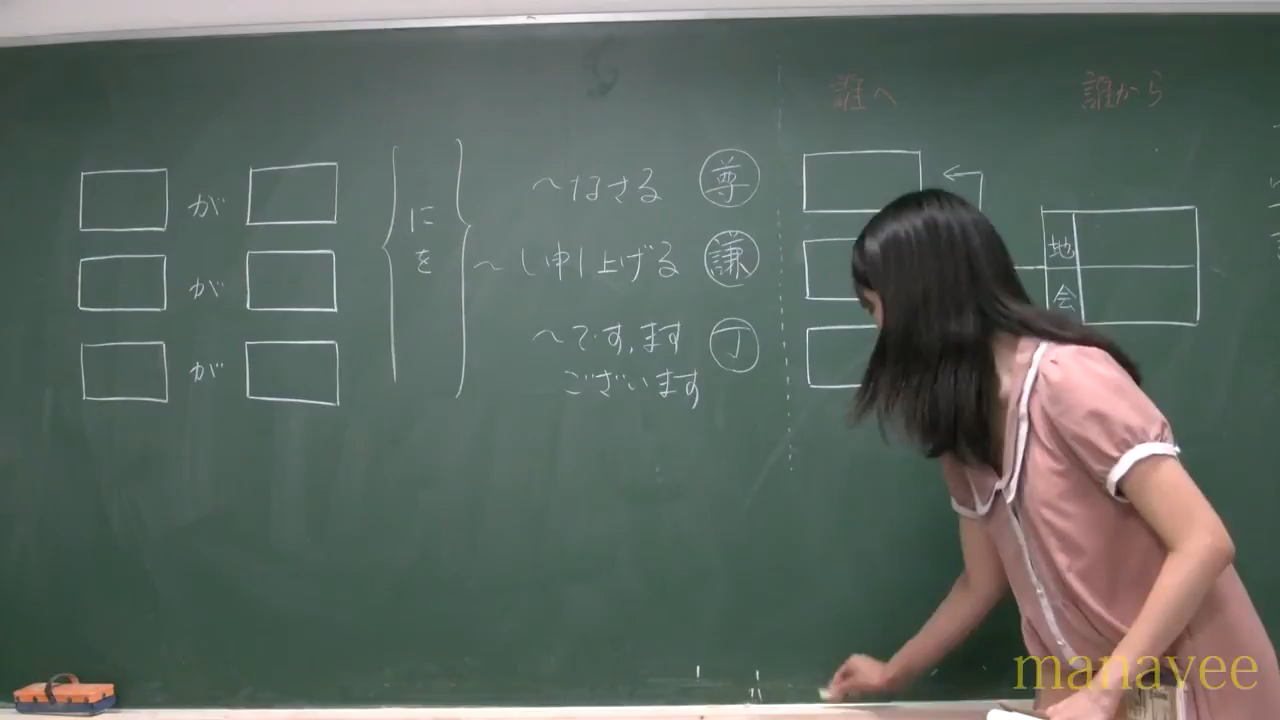 誰へ 誰から
が に ~なさる 尊
が を ~し申し上げる 謙 地
が ~です、ます 丁 会
ございます
manavee